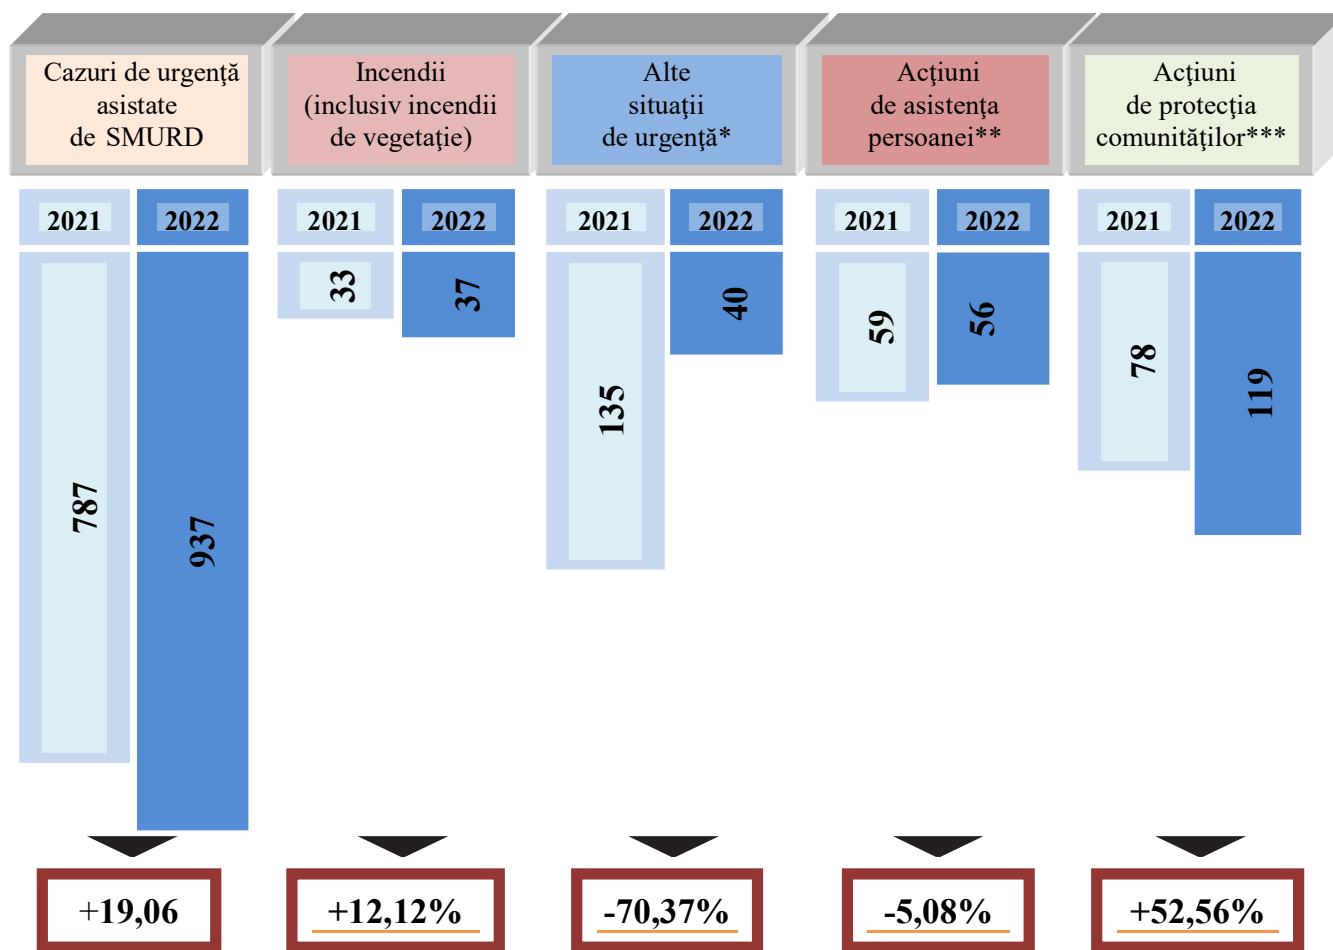 Cazuri de urgenţă
asistate
de SMURD
Incendii
(inclusiv incendii
de vegetaţie)
Alte
situaţii
de urgenţă*
Acţiuni
de asistenţa
persoanei**
Acţiuni
de protecţia
comunităţilor***
2021
2022
2021
2022
2021
2022
2021
2022
2021
2022
787
937
33
37
135
40
59
56
78
119
+19,06
+12,12%
-70,37%
-5,08%
+52,56%